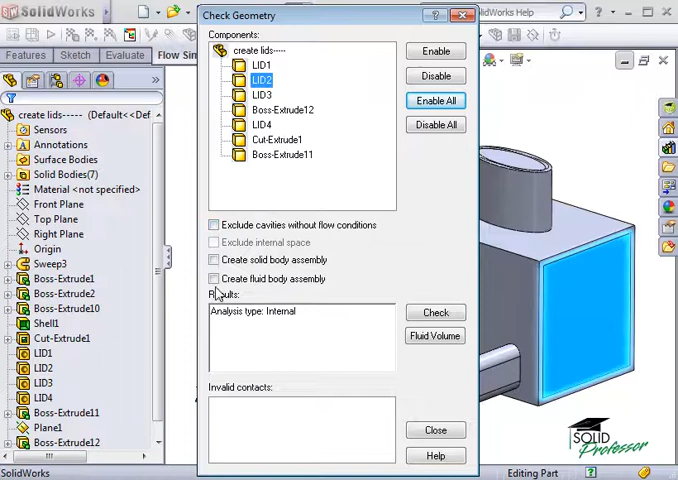 SolidWorks
Check Geometry
SolidWorks Help
Features
Sketch
Evaluate
Flow Sim
Components:
create lids-----
LID1
LID2
LID3
Boss-Extrude12
LID4
Cut-Extrude1
Boss-Extrude11
Enable
Disable
Enable All
Disable All
create lids----- (Default<<Def
Sensors
Annotations
Surface Bodies
Solid Bodies(7)
Material <not specified>
Front Plane
Top Plane
Right Plane
Origin
Sweep3
Boss-Extrude1
Boss-Extrude2
Boss-Extrude10
Shell1
Cut-Extrude1
LID1
LID2
LID3
LID4
Boss-Extrude11
Plane1
Boss-Extrude12
Exclude cavities without flow conditions
Exclude internal space
Create solid body assembly
Create fluid body assembly
Results:
Analysis type: Internal
Check
Fluid Volume
Invalid contacts:
Close
Help
SOLID
Professor
SolidWorks
Editing Part